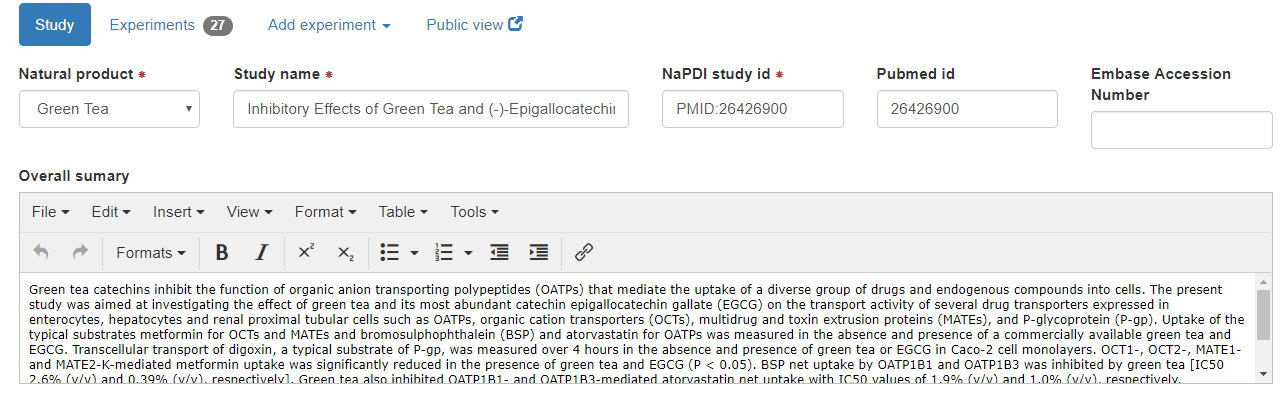 Study Experiments 27 Add experiment Public view
Natural product * Study name * NaPDI study id * Pubmed id Embase Accession Number
Green Tea Inhibitory Effects of Green Tea and (-)-Epigallocatechin PMID:26426900 26426900
Overall sumary
File Edit Insert View Format Table Tools
Formats B I x² x₂
Green tea catechins inhibit the function of organic anion transporting polypeptides (OATPs) that mediate the uptake of a diverse group of drugs and endogenous compounds into cells. The present
study was aimed at investigating the effect of green tea and its most abundant catechin epigallocatechin gallate (EGCG) on the transport activity of several drug transporters expressed in
enterocytes, hepatocytes and renal proximal tubular cells such as OATPs, organic cation transporters (OCTs), multidrug and toxin extrusion proteins (MATEs), and P-glycoprotein (P-gp). Uptake of the
typical substrates metformin for OCTs and MATEs and bromosulphophthalein (BSP) and atorvastatin for OATPs was measured in the absence and presence of a commercially available green tea and
EGCG. Transcellular transport of digoxin, a typical substrate of P-gp, was measured over 4 hours in the absence and presence of green tea or EGCG in Caco-2 cell monolayers. OCT1-, OCT2-, MATE1-
and MATE2-K-mediated metformin uptake was significantly reduced in the presence of green tea and EGCG (P < 0.05). BSP net uptake by OATP1B1 and OATP1B3 was inhibited by green tea [IC50
2.6% (v/v) and 0.39% (v/v), respectively]. Green tea also inhibited OATP1B1- and OATP1B3-mediated atorvastatin net uptake with IC50 values of 1.9% (v/v) and 1.0% (v/v), respectively.